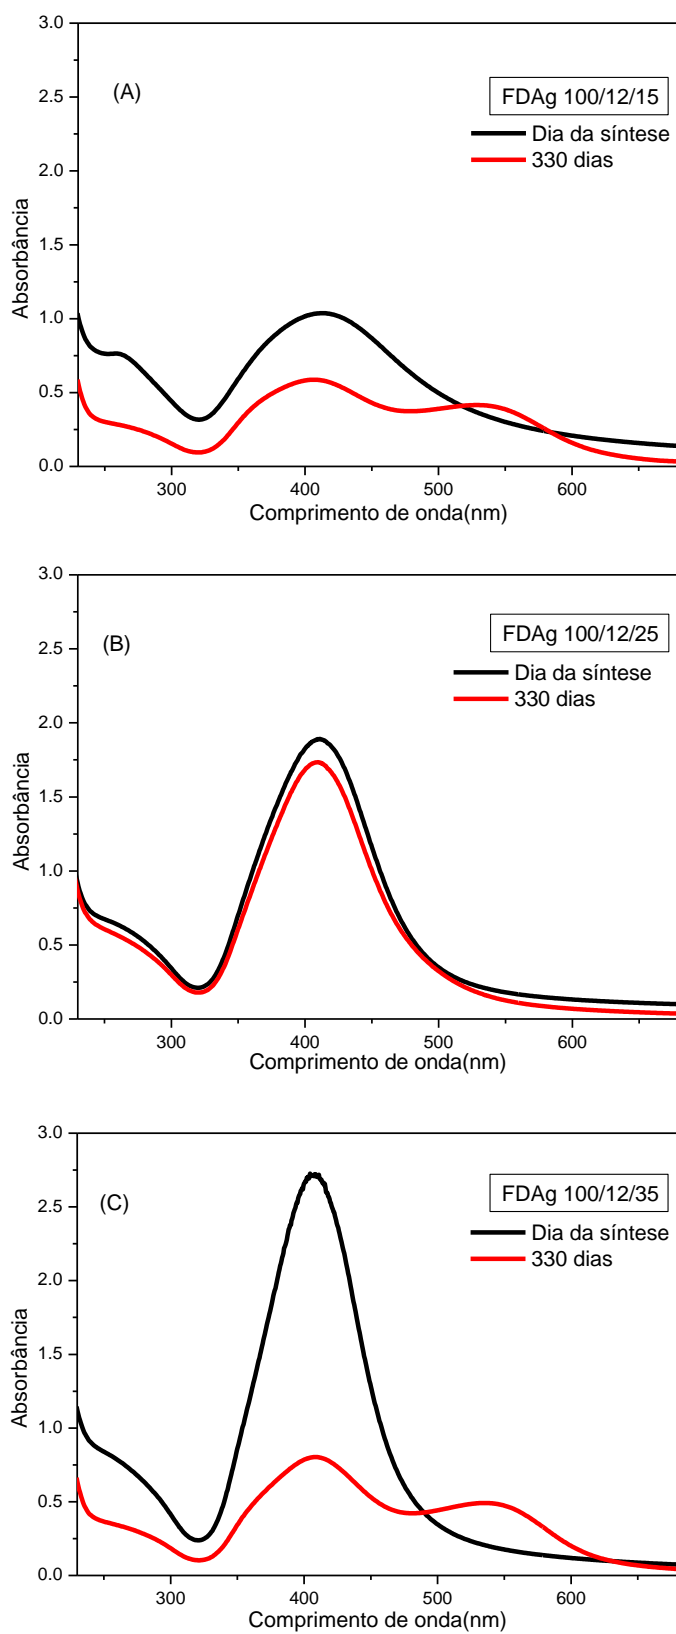 3.0
(A)
FDAg 100/12/15
2.5
Dia da síntese
330 dias
2.0
Absorbância
1.5
1.0
0.5
0.0
300 400 500 600
Comprimento de onda(nm)
3.0
(B)
FDAg 100/12/25
2.5
Dia da síntese
330 dias
2.0
Absorbância
1.5
1.0
0.5
0.0
300 400 500 600
Comprimento de onda(nm)
3.0
(C)
FDAg 100/12/35
2.5
Dia da síntese
330 dias
2.0
Absorbância
1.5
1.0
0.5
0.0
300 400 500 600
Comprimento de onda(nm)